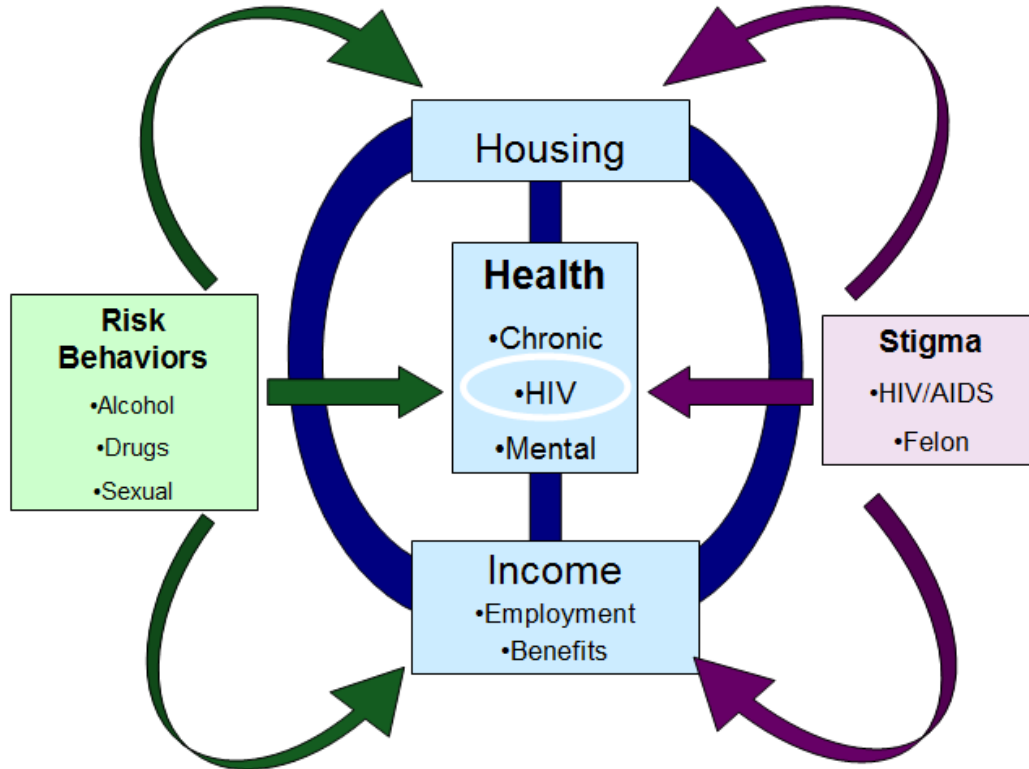 Housing
Health
•Chronic
•HIV
•Mental
Risk
Behaviors
•Alcohol
•Drugs
•Sexual
Stigma
•HIV/AIDS
•Felon
Income
•Employment
•Benefits